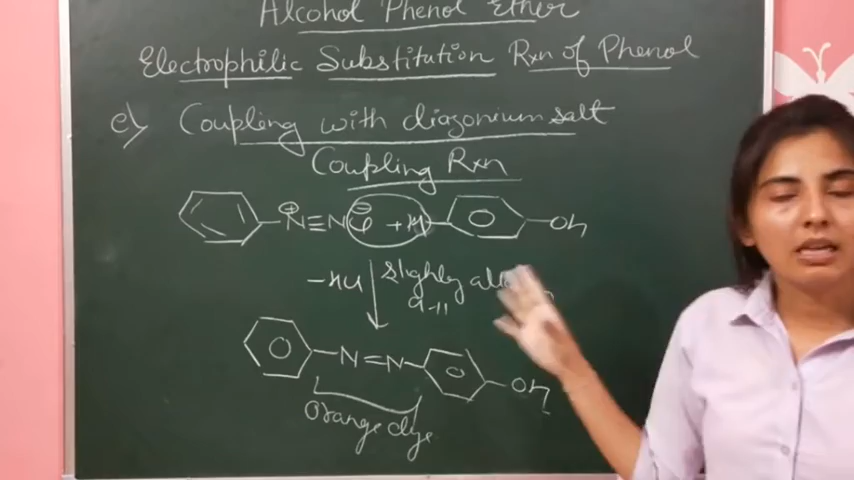 Alcohol Phenol Ether
Electrophilic Substitution Rxn of Phenol
e) Coupling with diazonium salt
Coupling Rxn
N≡NCl + H OH
-HCl slightly
9-11
N=N OH
Orange dye